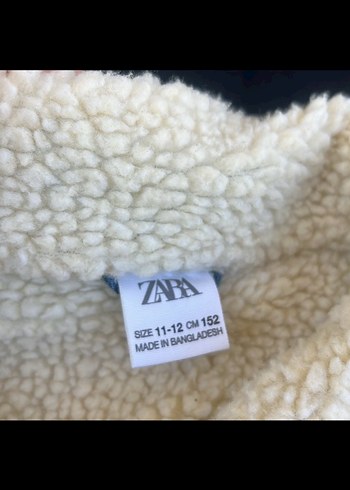 ZARA
SIZE 11-12 CM 152
MADE IN BANGLADESH